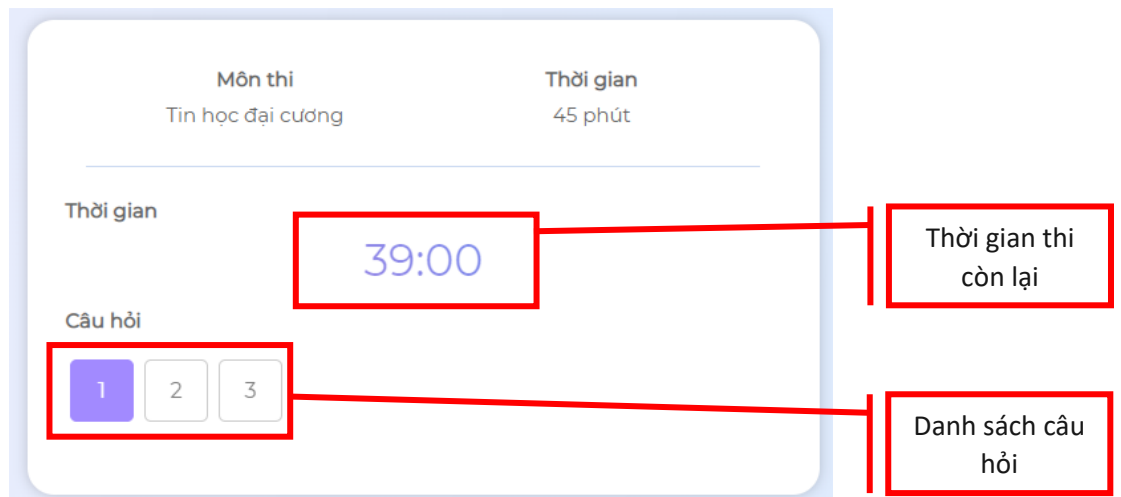 Môn thi
Thời gian
Tin học đại cương
45 phút
Thời gian
39:00
Thời gian thi
còn lại
Câu hỏi
1
2
3
Danh sách câu
hỏi